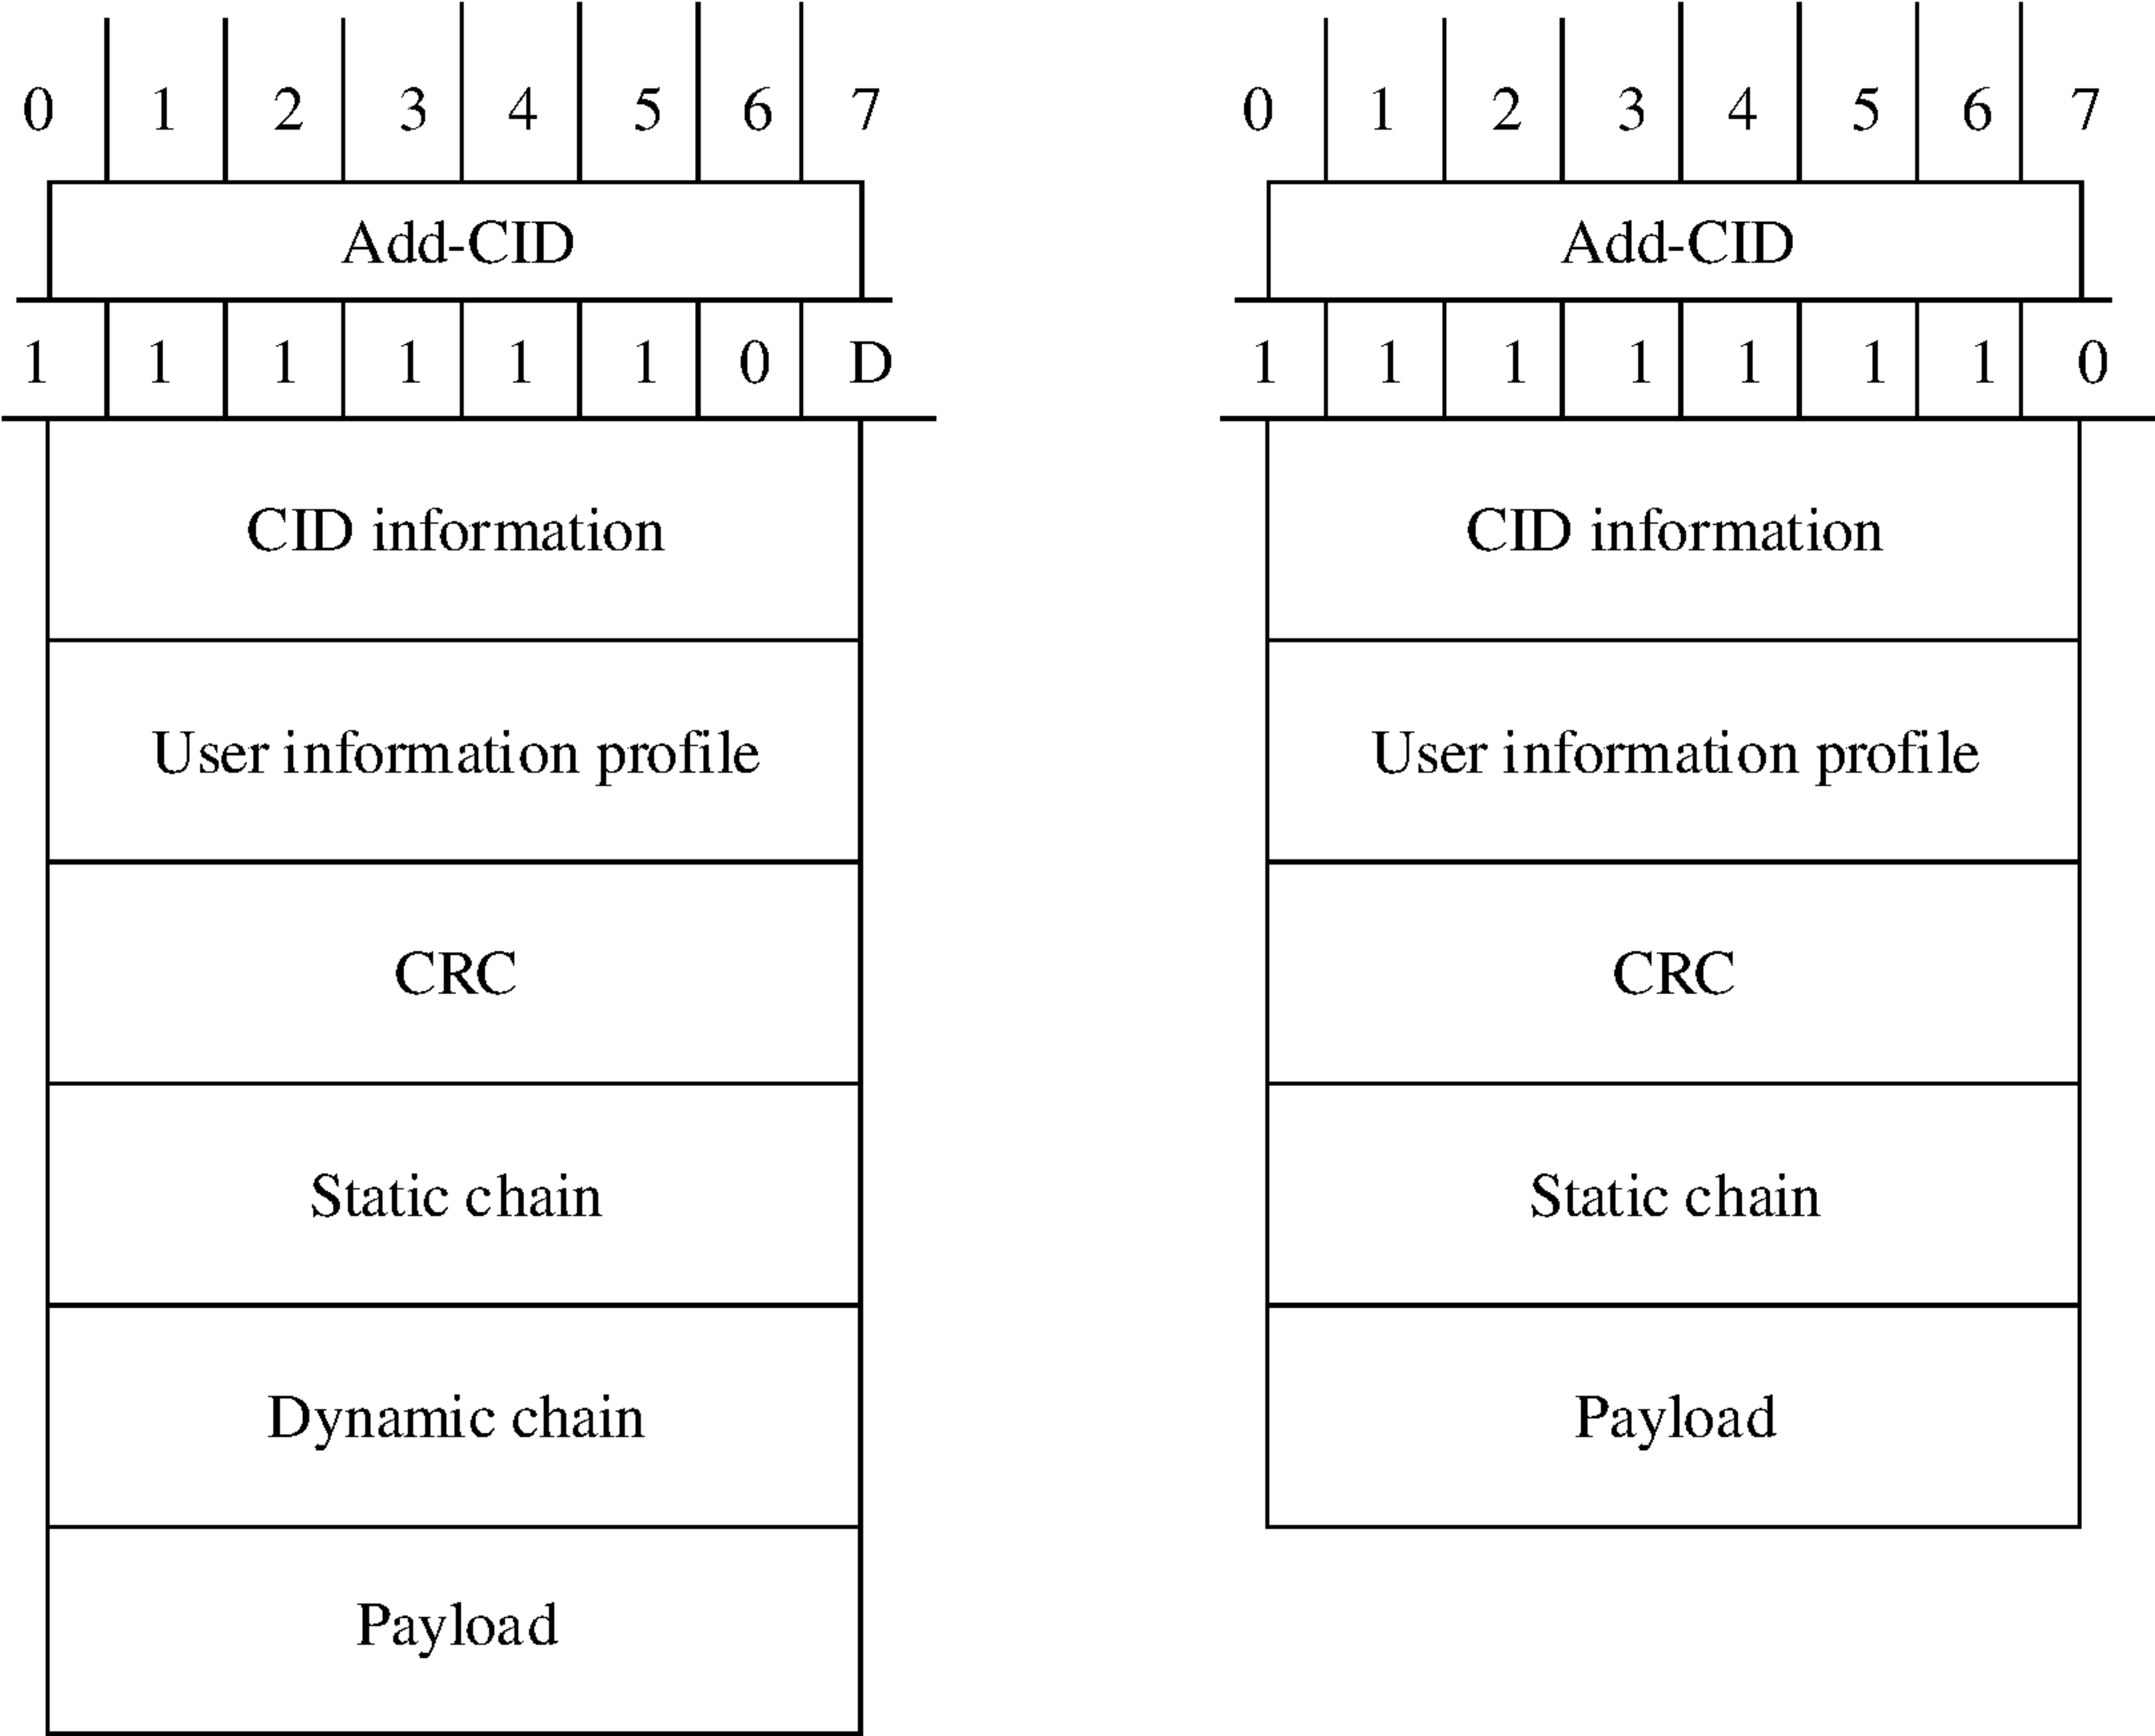 0 1 2 3 4 5 6 7
Add-CID
1 1 1 1 1 1 0 D
CID information
User information profile
CRC
Static chain
Dynamic chain
Payload
0 1 2 3 4 5 6 7
Add-CID
1 1 1 1 1 1 1 0
CID information
User information profile
CRC
Static chain
Payload